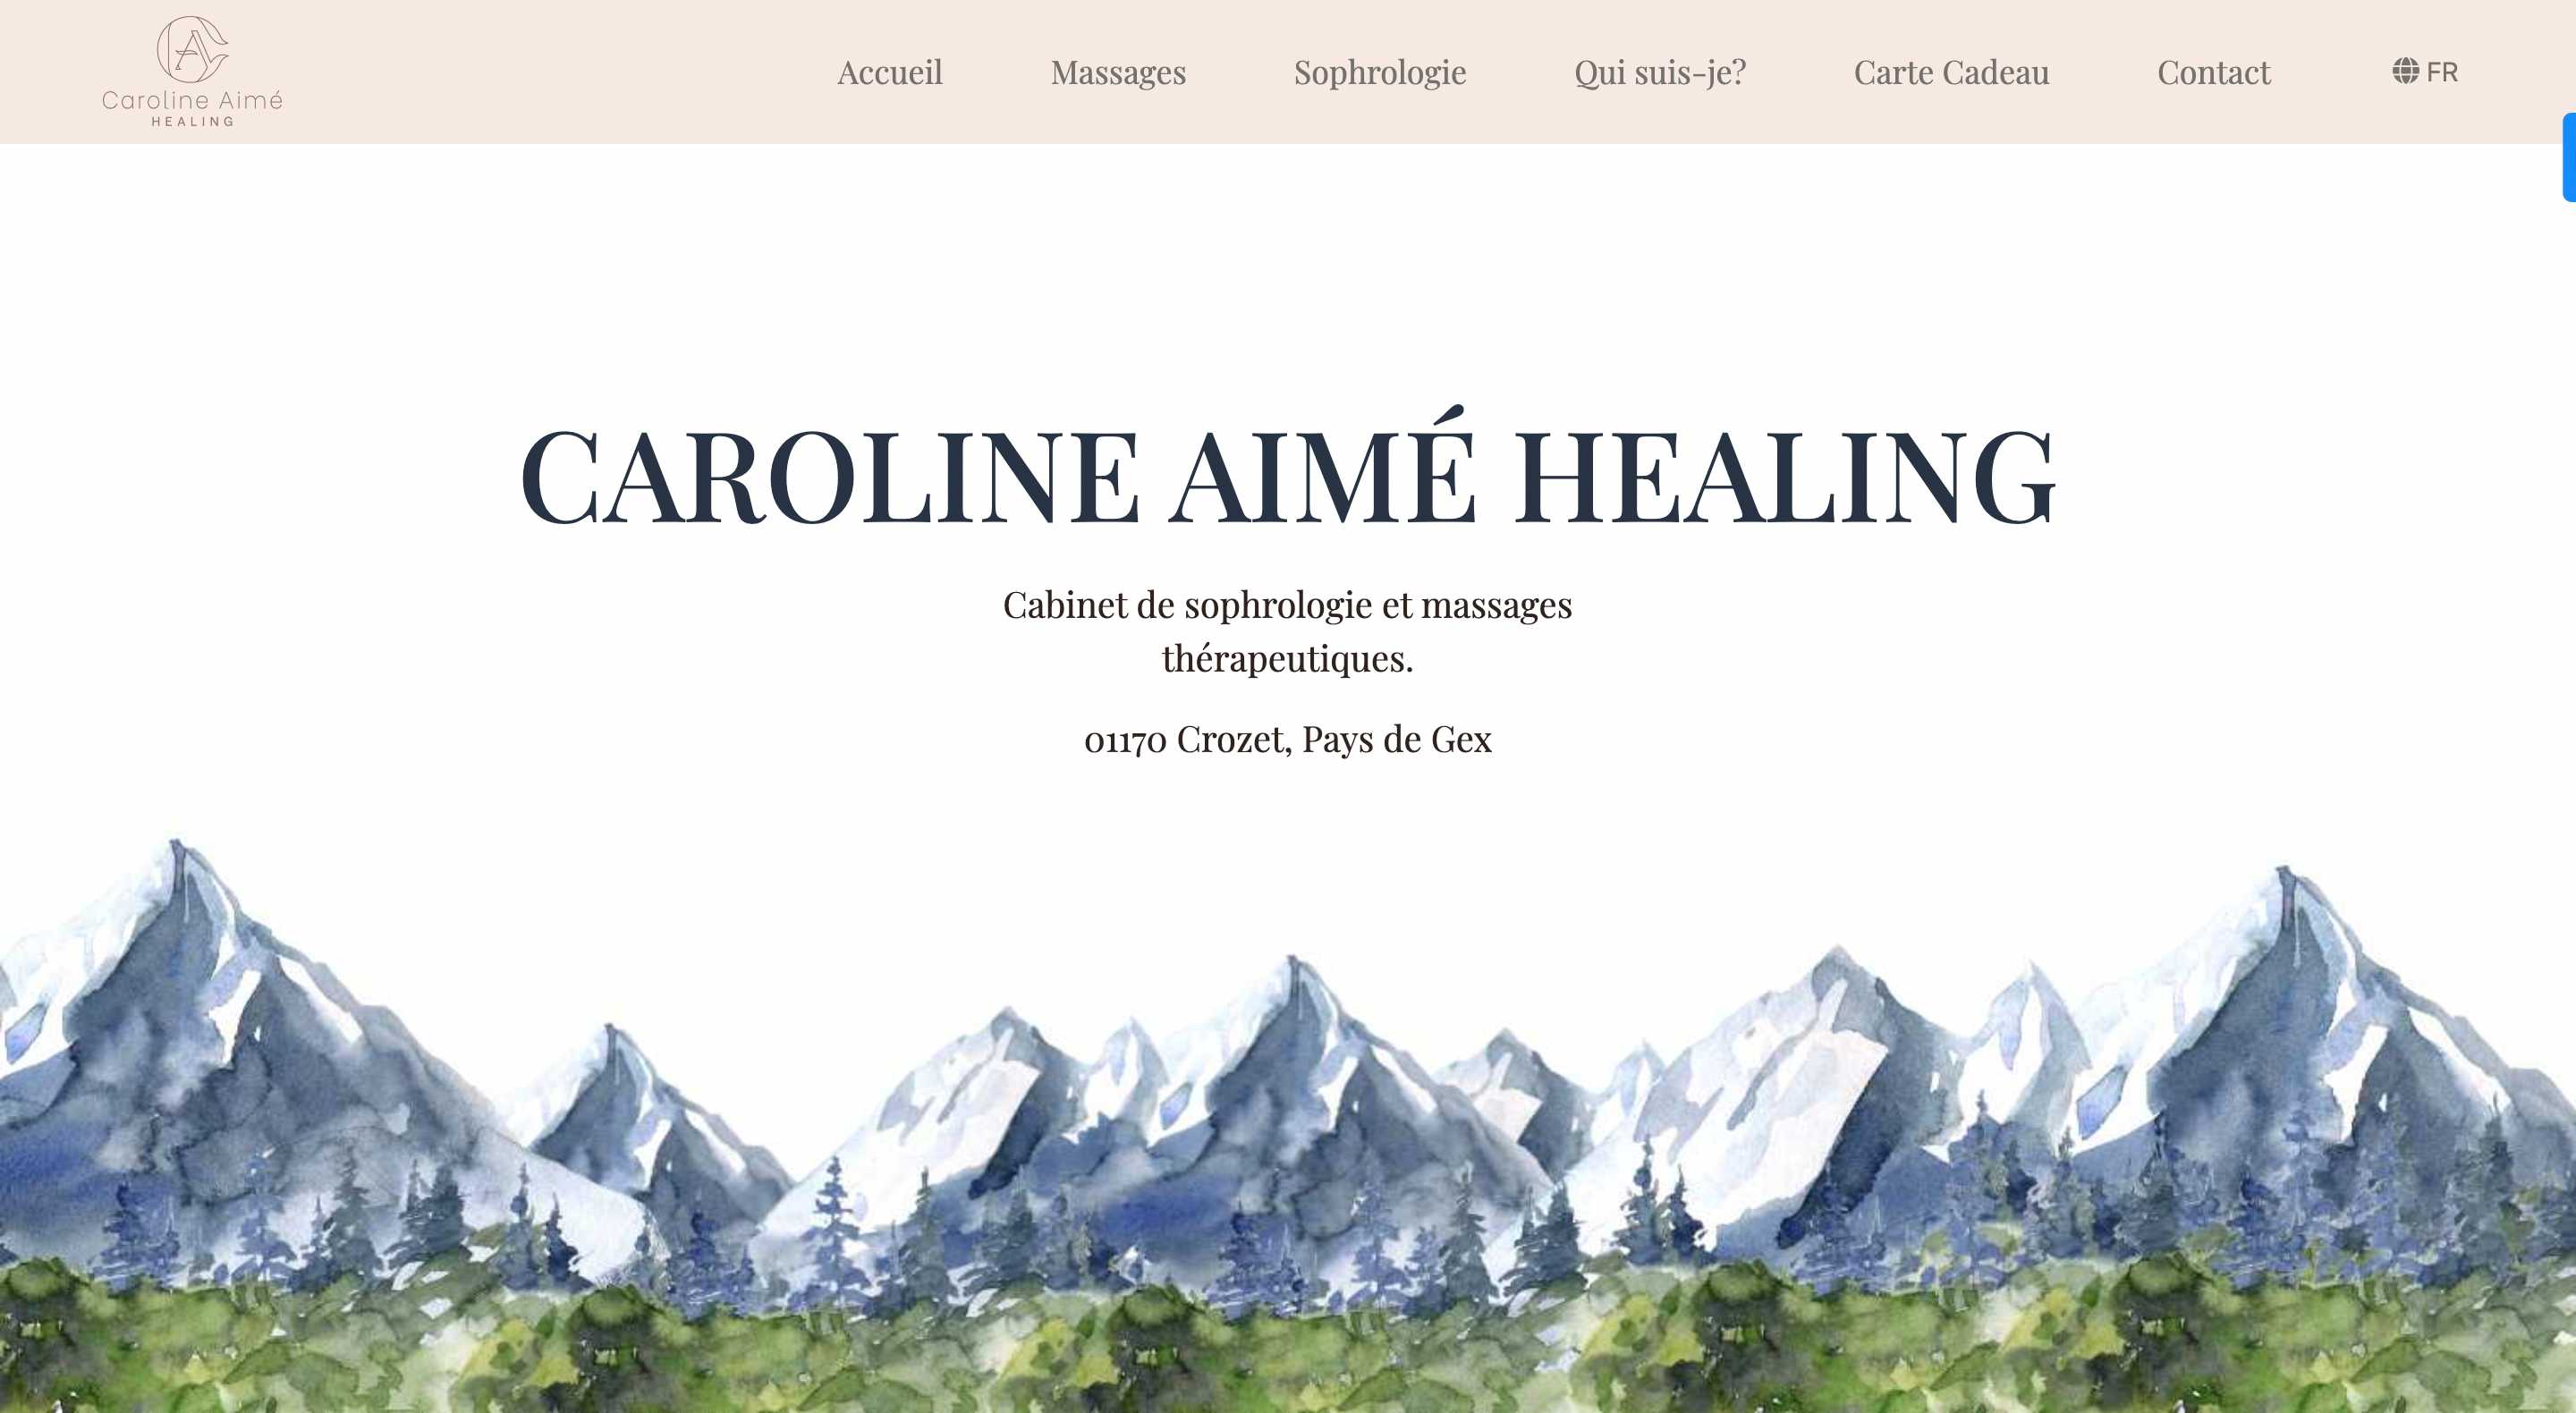 Caroline Aimé
HEALING
Accueil
Massages
Sophrologie
Qui suis-je?
Carte Cadeau
Contact
FR
CAROLINE AIMÉ HEALING
Cabinet de sophrologie et massages
thérapeutiques.
01170 Crozet, Pays de Gex